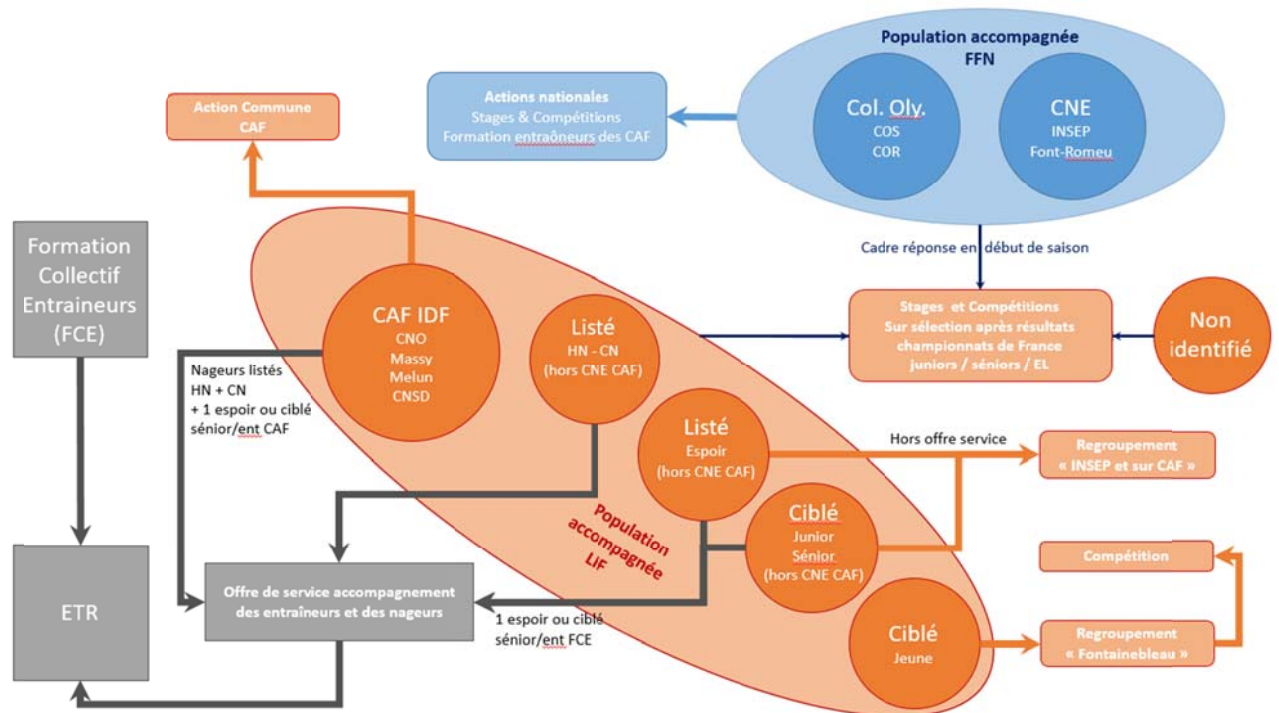 Population accompagnée
FFN
Col. Oly.
COS
COR
CNE
INSEP
Font-Romeu
Actions nationales
Stages & Compétitions
Formation entraôneurs des CAF
Action Commune
CAF
Cadre réponse en début de saison
Formation
Collectif
Entraineurs
(FCE)
CAF IDF
CNO
Massy
Melun
CNSD
Listé
HN - CN
(hors CNE CAF)
Stages et Compétitions
Sur sélection après résultats
championnats de France
juniors / séniors / EL
Non
identifié
Nageurs listés
HN + CN
+ 1 espoir ou ciblé
sénior/ent CAF
Listé
Espoir
(hors CNE CAF)
Hors offre service
Regroupement
« INSEP et sur CAF »
Population
accompagnée
LIF
Ciblé
Junior
Sénior
(hors CNE CAF)
Compétition
ETR
Offre de service accompagnement
des entraîneurs et des nageurs
1 espoir ou ciblé
sénior/ent FCE
Ciblé
Jeune
Regroupement
« Fontainebleau »